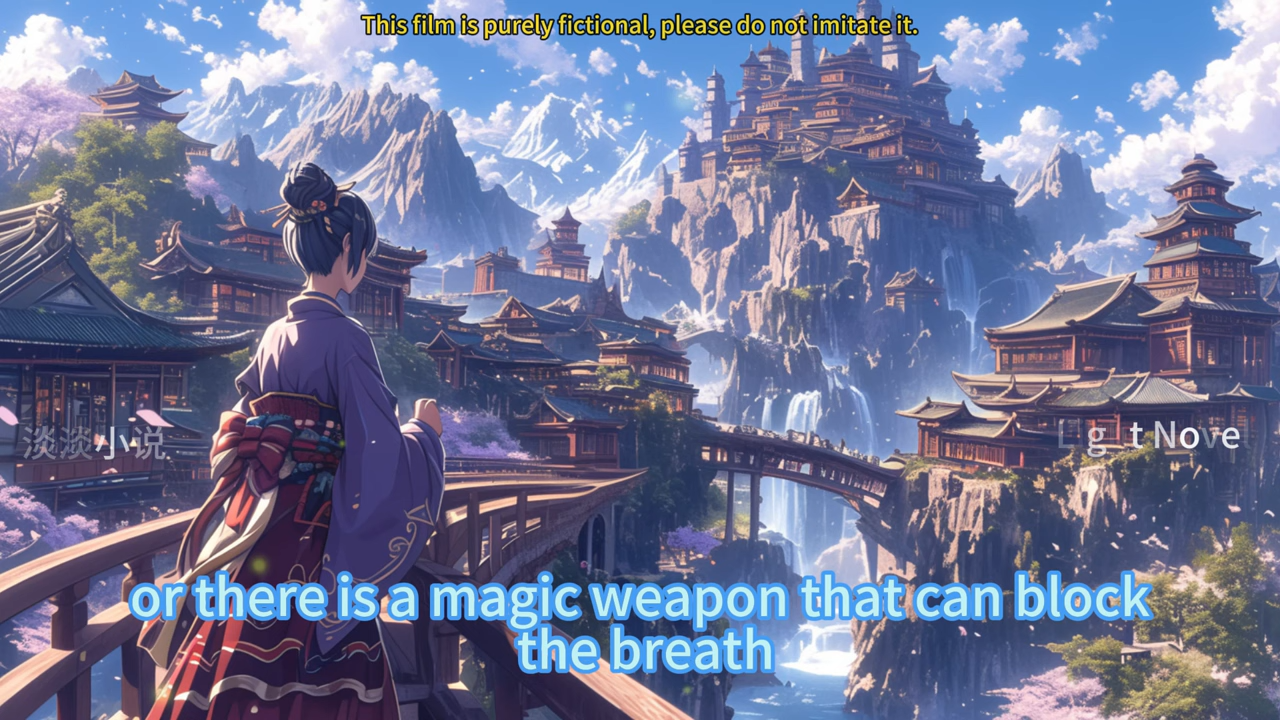 This film is purely fictional, please do not imitate it.
淡淡小说
L g t Nove
or there is a magic weapon that can block
the breath